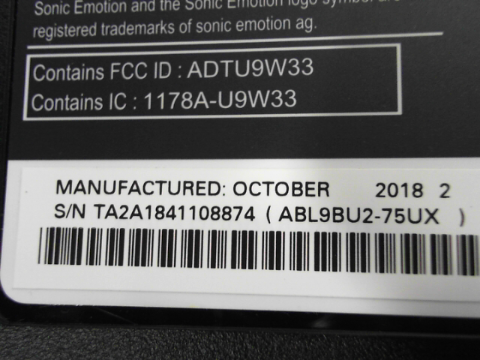 Sonic Emotion and the Sonic Emotion logo symbol are
registered trademarks of sonic emotion ag.
Contains FCC ID : ADTU9W33
Contains IC : 1178A-U9W33
MANUFACTURED: OCTOBER 2018 2
S/N TA2A1841108874 ( ABL9BU2-75UX )